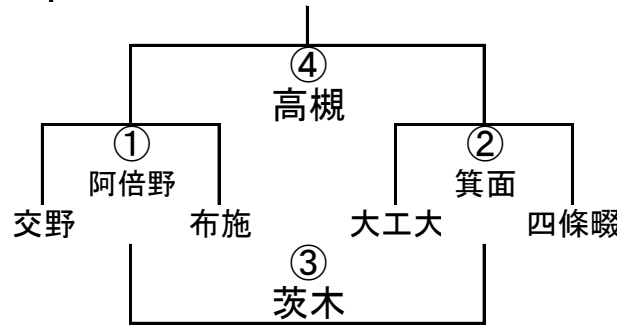 ④
高槻
① ②
阿倍野 箕面
交野 布施 大工大 四條畷
③
茨木